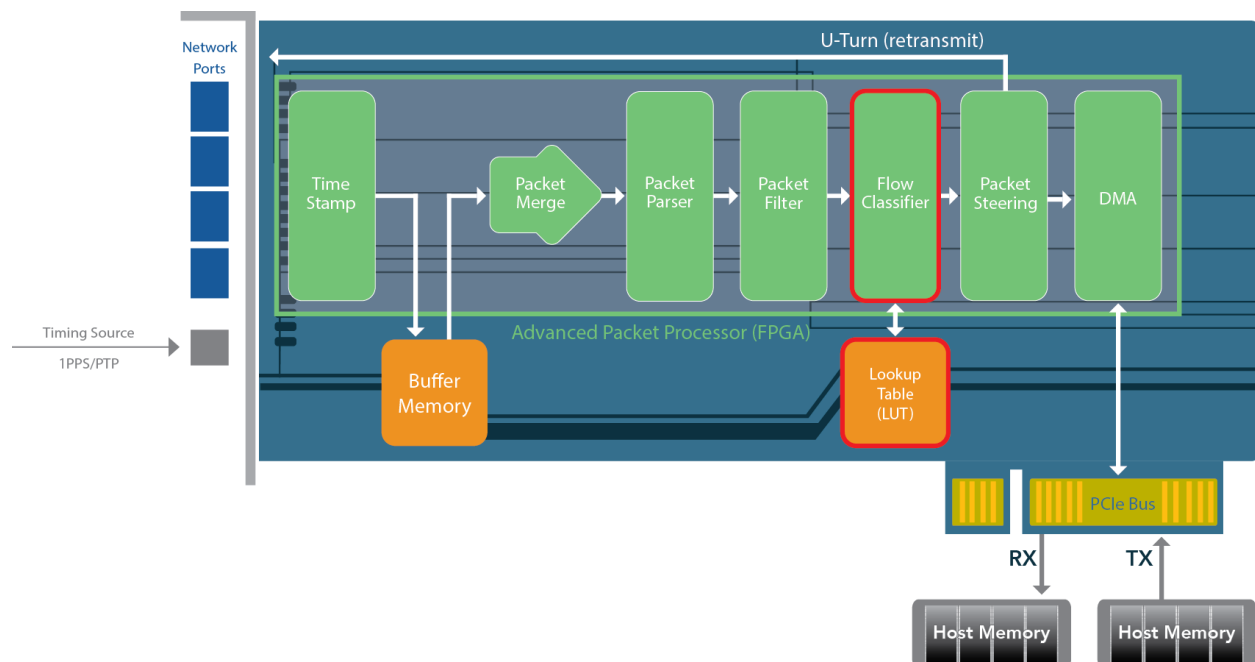 U-Turn (retransmit)
Network
Ports
Time
Stamp
Packet
Merge
Packet
Parser
Packet
Filter
Flow
Classifier
Packet
Steering
DMA
Timing Source
1PPS/PTP
Advanced Packet Processor (FPGA)
Buffer
Memory
Lookup
Table
(LUT)
PCIe Bus
RX
TX
Host Memory
Host Memory